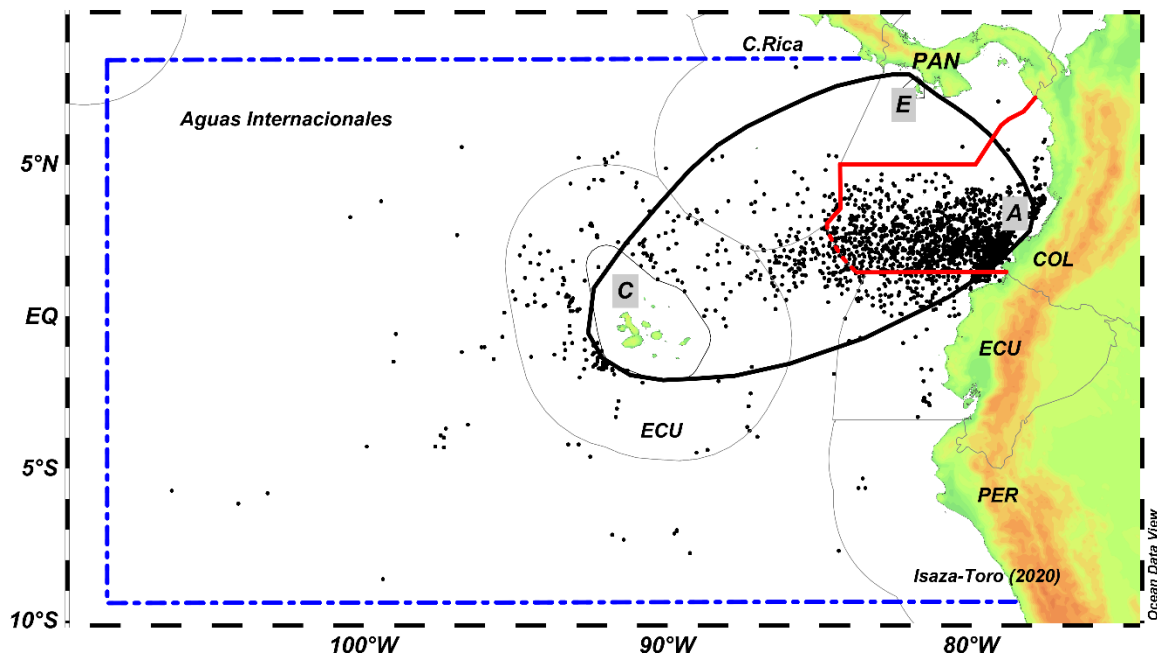 C.Rica
PAN
Aguas Internacionales
E
5°N
A
COL
C
EQ
ECU
ECU
5°S
PER
Isaza-Toro (2020)
Ocean Data View
10°S
100°W
90°W
80°W